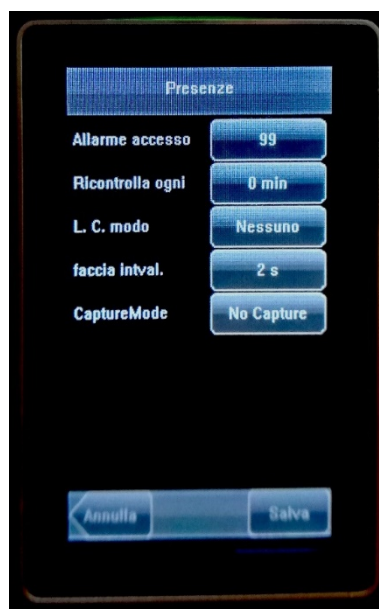 Presenze
Allarme accesso 99
Ricontrolla ogni 0 min
L. C. modo Nessuno
faccia intval. 2 s
CaptureMode No Capture
Annulla Salva